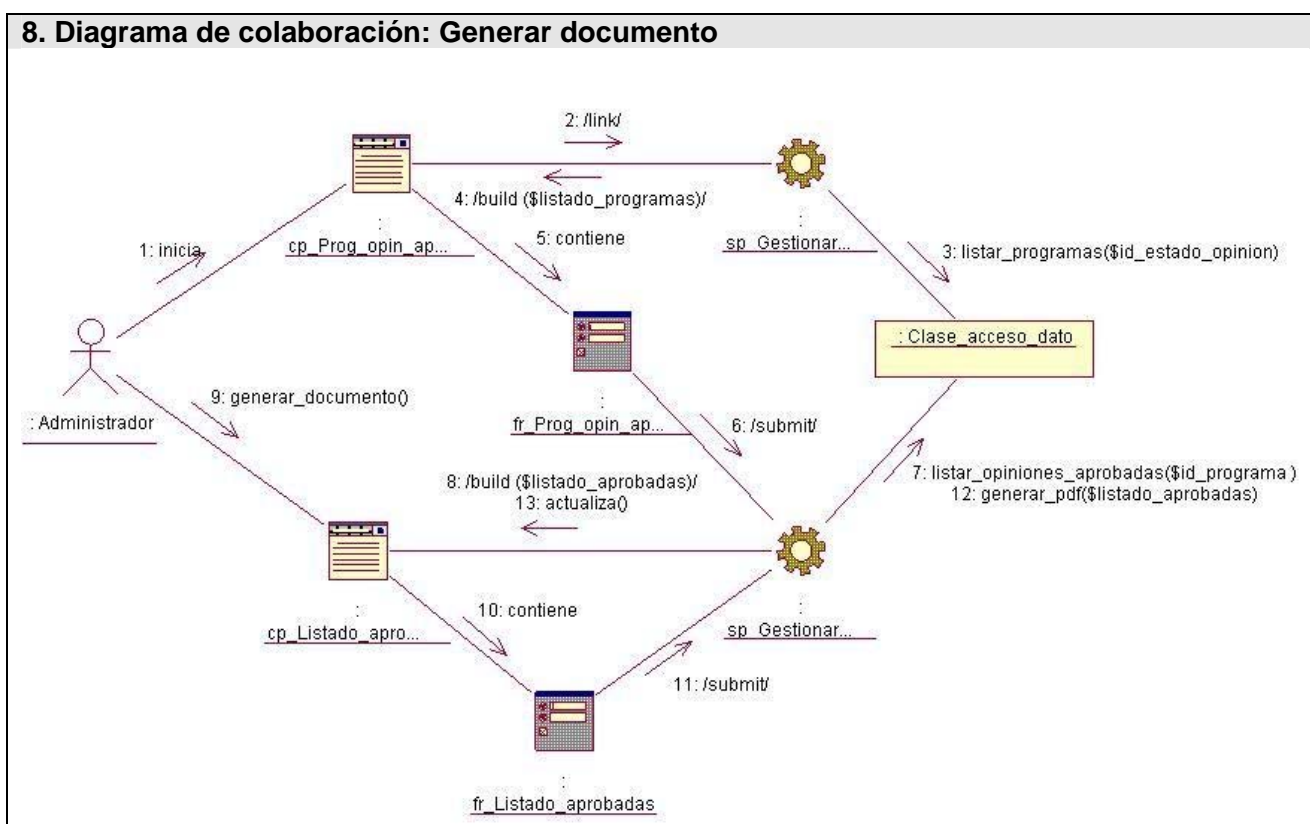 8. Diagrama de colaboración: Generar documento
2: /link/
4: /build ($listado_programas)/
:
cp_Prog_opin_ap...
:
sp_Gestionar...
1: inicia
5: contiene
3: listar_programas($id_estado_opinion)
: Clase_acceso_dato
: Administrador
9: generar_documento()
:
fr_Prog_opin_ap...
6: /submit/
8: /build ($listado_aprobadas)/
13: actualiza()
7: listar_opiniones_aprobadas($id_programa )
12: generar_pdf($listado_aprobadas)
:
cp_Listado_apro...
10: contiene
:
sp_Gestionar...
11: /submit/
:
fr_Listado_aprobadas